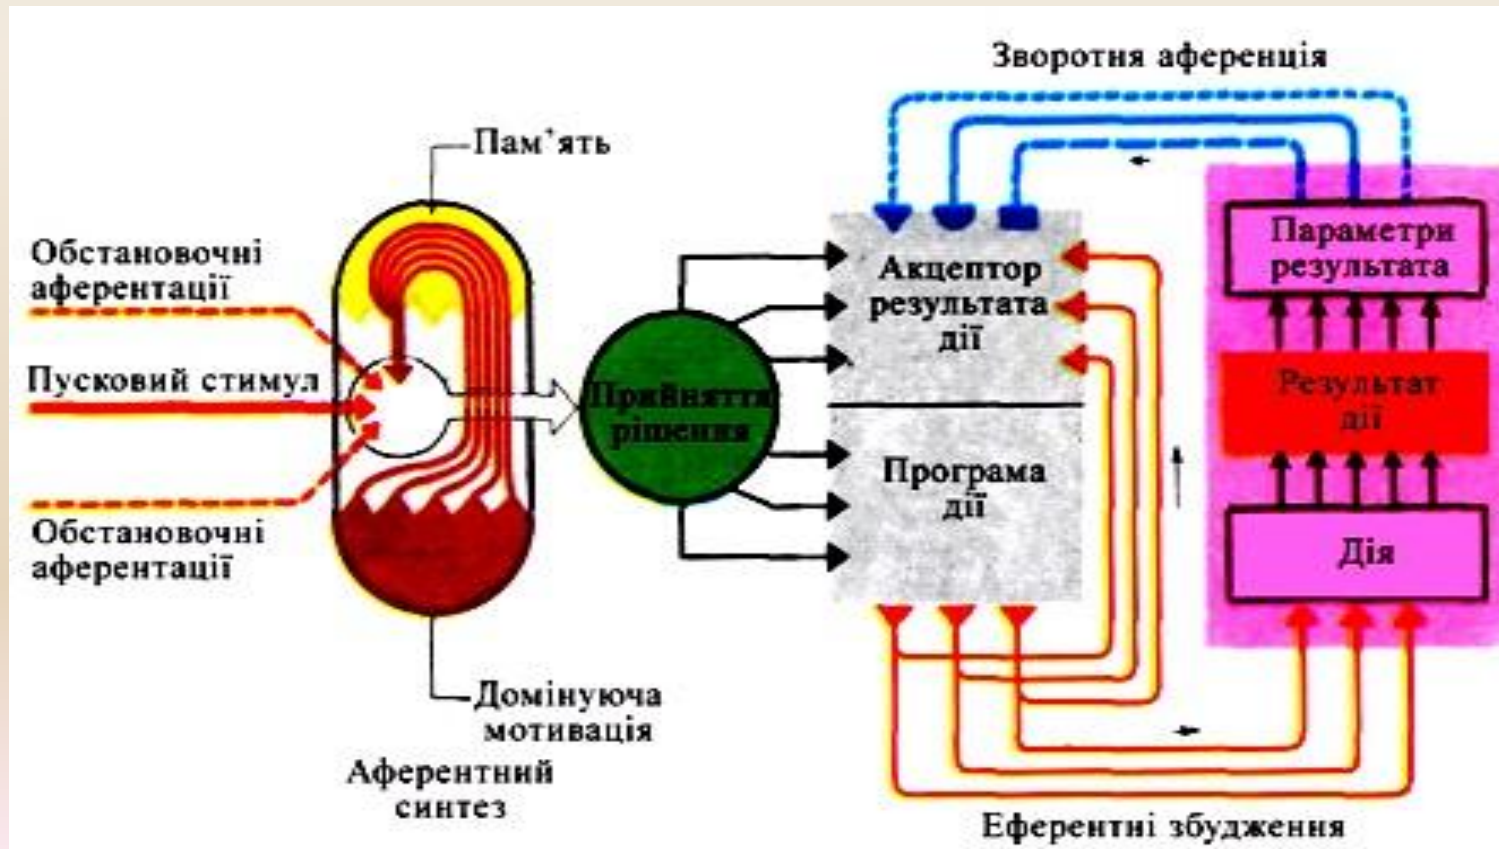 Зворотня аференція
Пам’ять
Обстановочні
аферентації
Пусковий стимул
Обстановочні
аферентації
Домінуюча
мотивація
Аферентний
синтез
Прийняття
рішення
Акцептор
результата
дії
Програма
дії
Параметри
результата
Результат
дії
Дія
Еферентні збудження